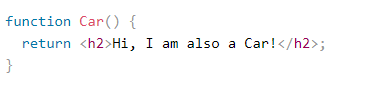 function Car() {
  return <h2>Hi, I am also a Car!</h2>;
}